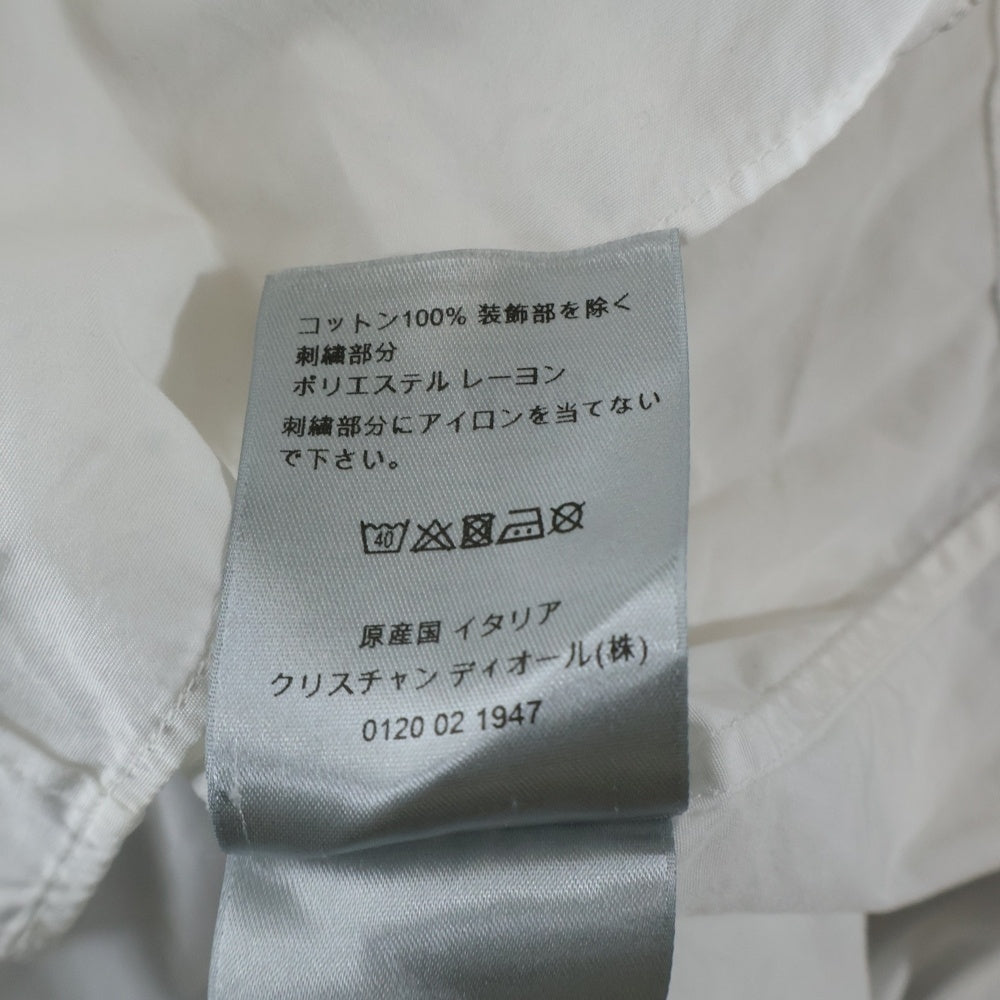 コットン100% 装飾部を除く
刺繍部分
ポリエステル レーヨン
刺繍部分にアイロンを当てない
で下さい。
40
原産国 イタリア
クリスチャン ディオール(株)
0120 02 1947